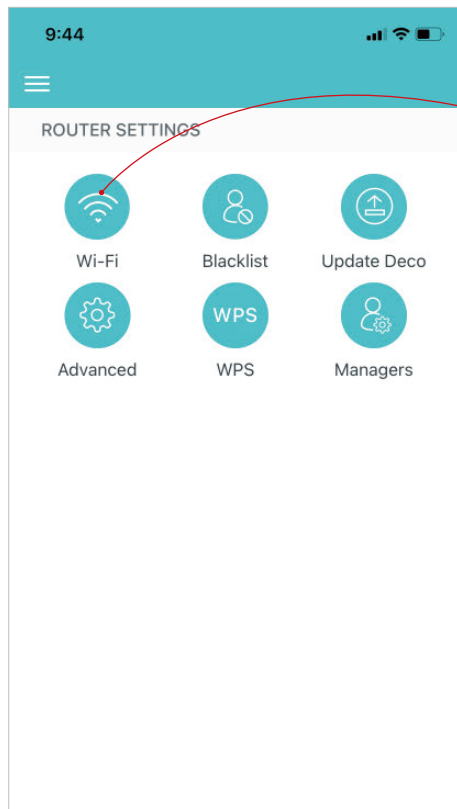 9:44
ROUTER SETTINGS
Wi-Fi Blacklist Update Deco
WPS
Advanced WPS Managers